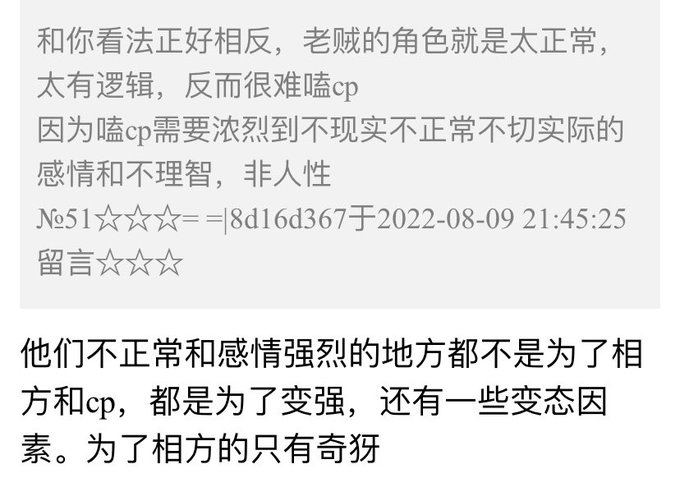 和你看法正好相反，老贼的角色就是太正常，
太有逻辑，反而很难嗑cp
因为嗑cp需要浓烈到不现实不正常不切实际的
感情和不理智，非人性
№51☆☆☆= =|8d16d367于2022-08-09 21:45:25
留言☆☆☆
他们不正常和感情强烈的地方都不是为了相
方和cp，都是为了变强，还有一些变态因
素。为了相方的只有奇犽